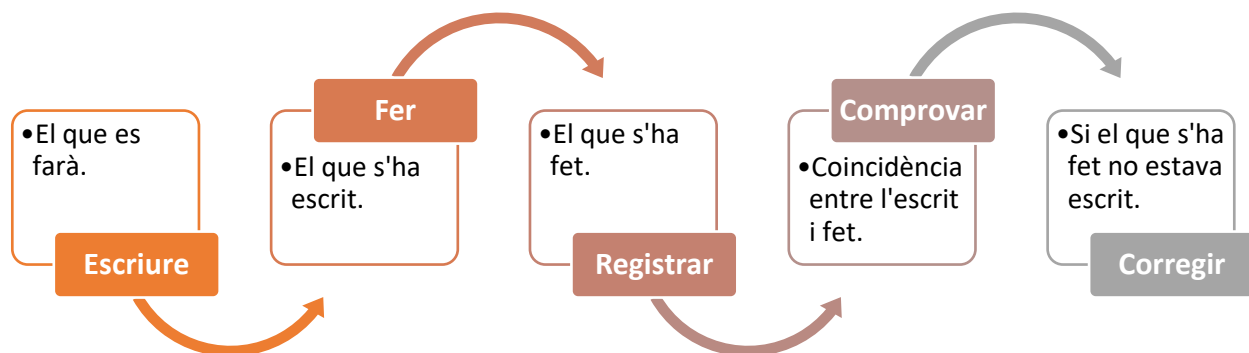 •El que es
farà.
Escriure
Fer
•El que s'ha
escrit.
•El que s'ha
fet.
Registrar
Comprovar
•Coincidència
entre l'escrit
i fet.
•Si el que s'ha
fet no estava
escrit.
Corregir